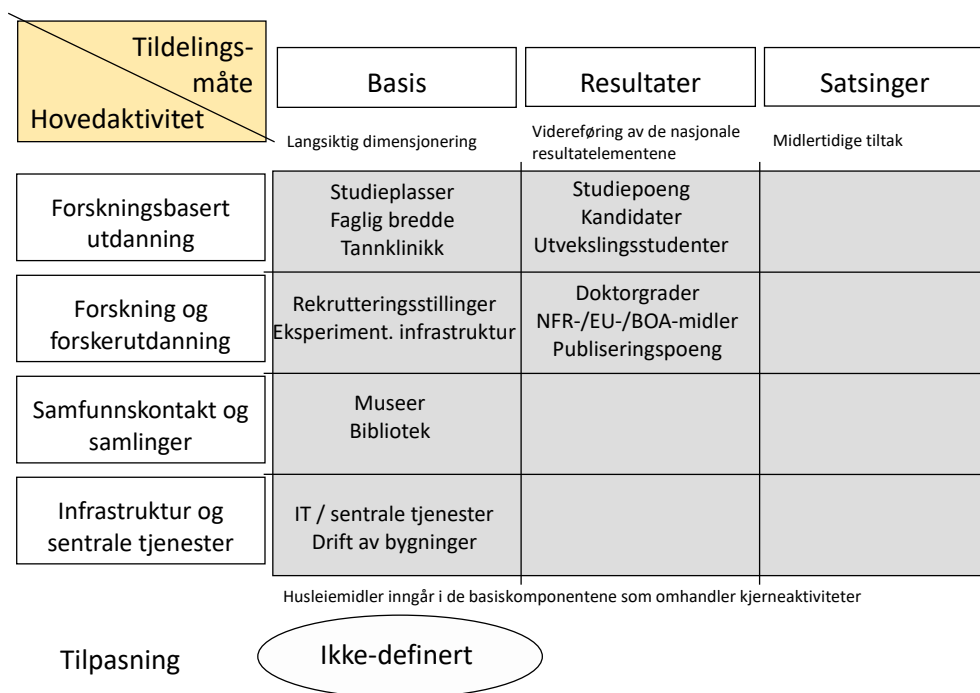 Tildelings-
måte
Hovedaktivitet
Basis
Resultater
Satsinger
Langsiktig dimensjonering
Videreføring av de nasjonale
resultatelementene
Midlertidige tiltak
Forskningsbasert
utdanning
Studieplasser
Faglig bredde
Tannklinikk
Studiepoeng
Kandidater
Utvekslingsstudenter
Forskning og
forskerutdanning
Rekrutteringsstillinger
Eksperiment. infrastruktur
Doktorgrader
NFR-/EU-/BOA-midler
Publiseringspoeng
Samfunnskontakt og
samlinger
Museer
Bibliotek
Infrastruktur og
sentrale tjenester
IT / sentrale tjenester
Drift av bygninger
Husleiemidler inngår i de basiskomponentene som omhandler kjerneaktiviteter
Tilpasning
Ikke-definert